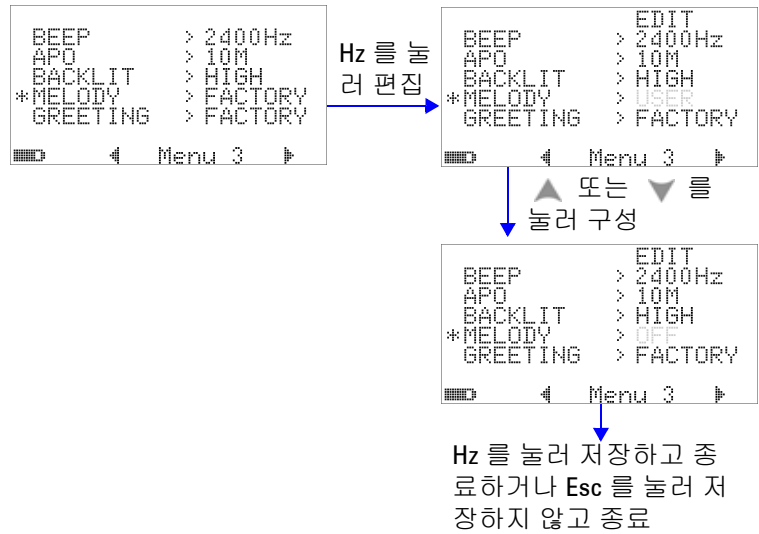 BEEP > 2400Hz
APO > 10M
BACKLIT > HIGH
*MELODY > FACTORY
GREETING > FACTORY
Menu 3
Hz 를 눌
러 편집
EDIT
BEEP > 2400Hz
APO > 10M
BACKLIT > HIGH
*MELODY > USER
GREETING > FACTORY
Menu 3
또는 를
눌러 구성
EDIT
BEEP > 2400Hz
APO > 10M
BACKLIT > HIGH
*MELODY > OFF
GREETING > FACTORY
Menu 3
Hz 를 눌러 저장하고 종
료하거나 Esc 를 눌러 저
장하지 않고 종료